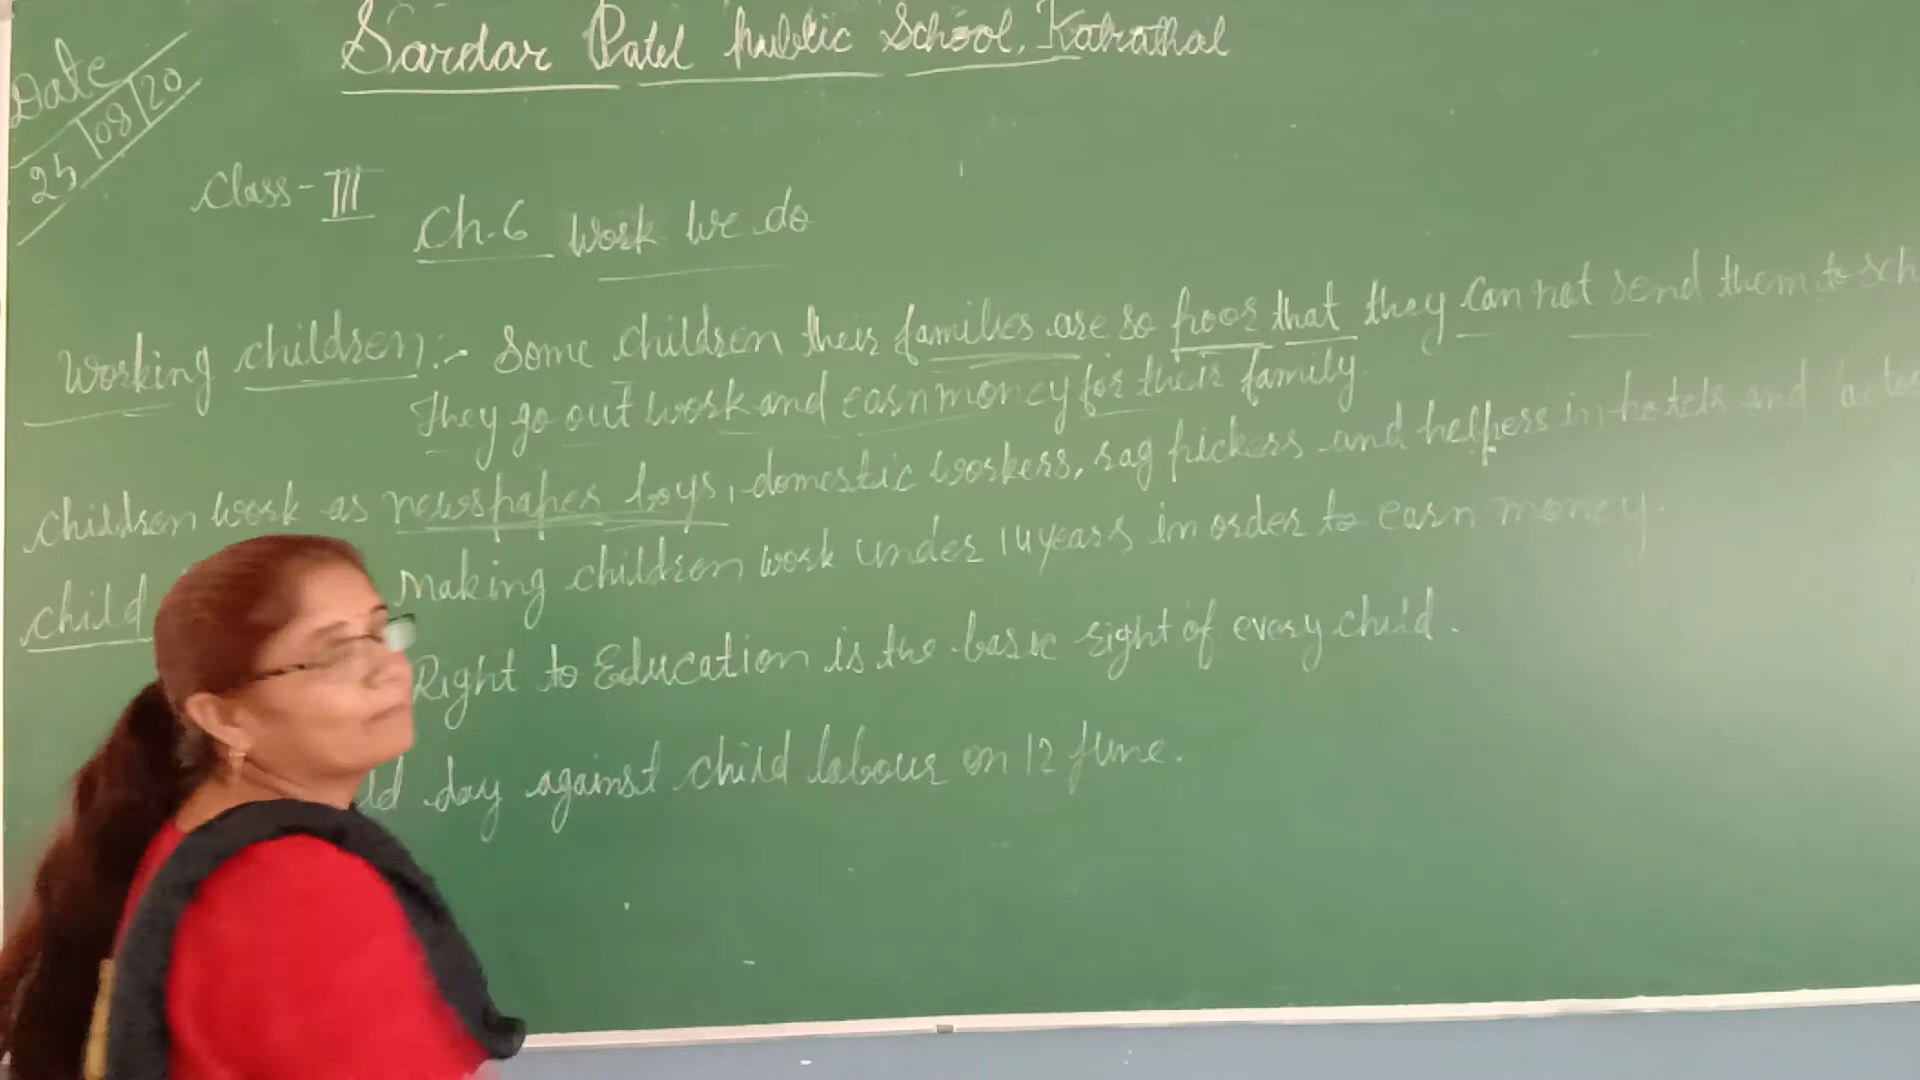 Sardar Patel Public School, Katrathal
Date
25/08/20
Class-III
Ch.6 Work We do
Working children:- Some children their families are so poor that they can not send them to sch
They go out work and earn money for their family
children work as newspaper boys, domestic workers, rag pickers and helpers in hotels and
child Making children work under 14 years in order to earn money.
Right to Education is the basic right of every child.
ld day against child labour on 12 June.